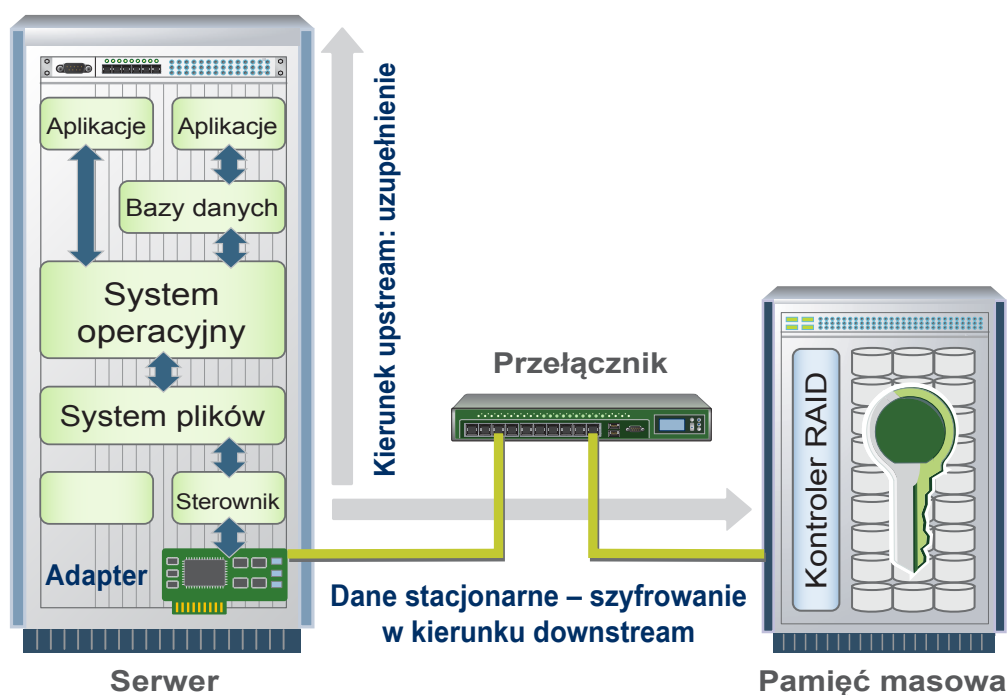 Aplikacje
Aplikacje
Bazy danych
System
operacyjny
System plików
Sterownik
Adapter
Serwer
Kierunek upstream: uzupełnienie
Przełącznik
Dane stacjonarne – szyfrowanie
w kierunku downstream
Kontroler RAID
Pamięć masowa